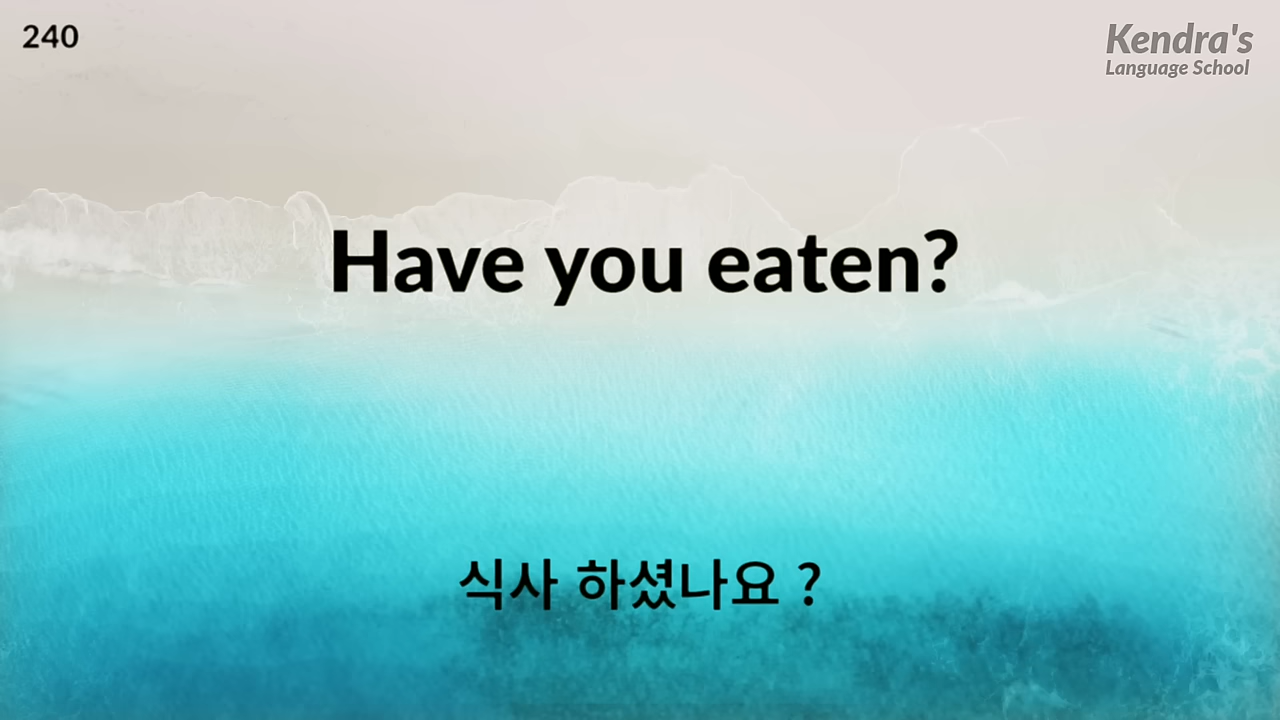 240
Kendra's
Language School
Have you eaten?
식사 하셨나요 ?